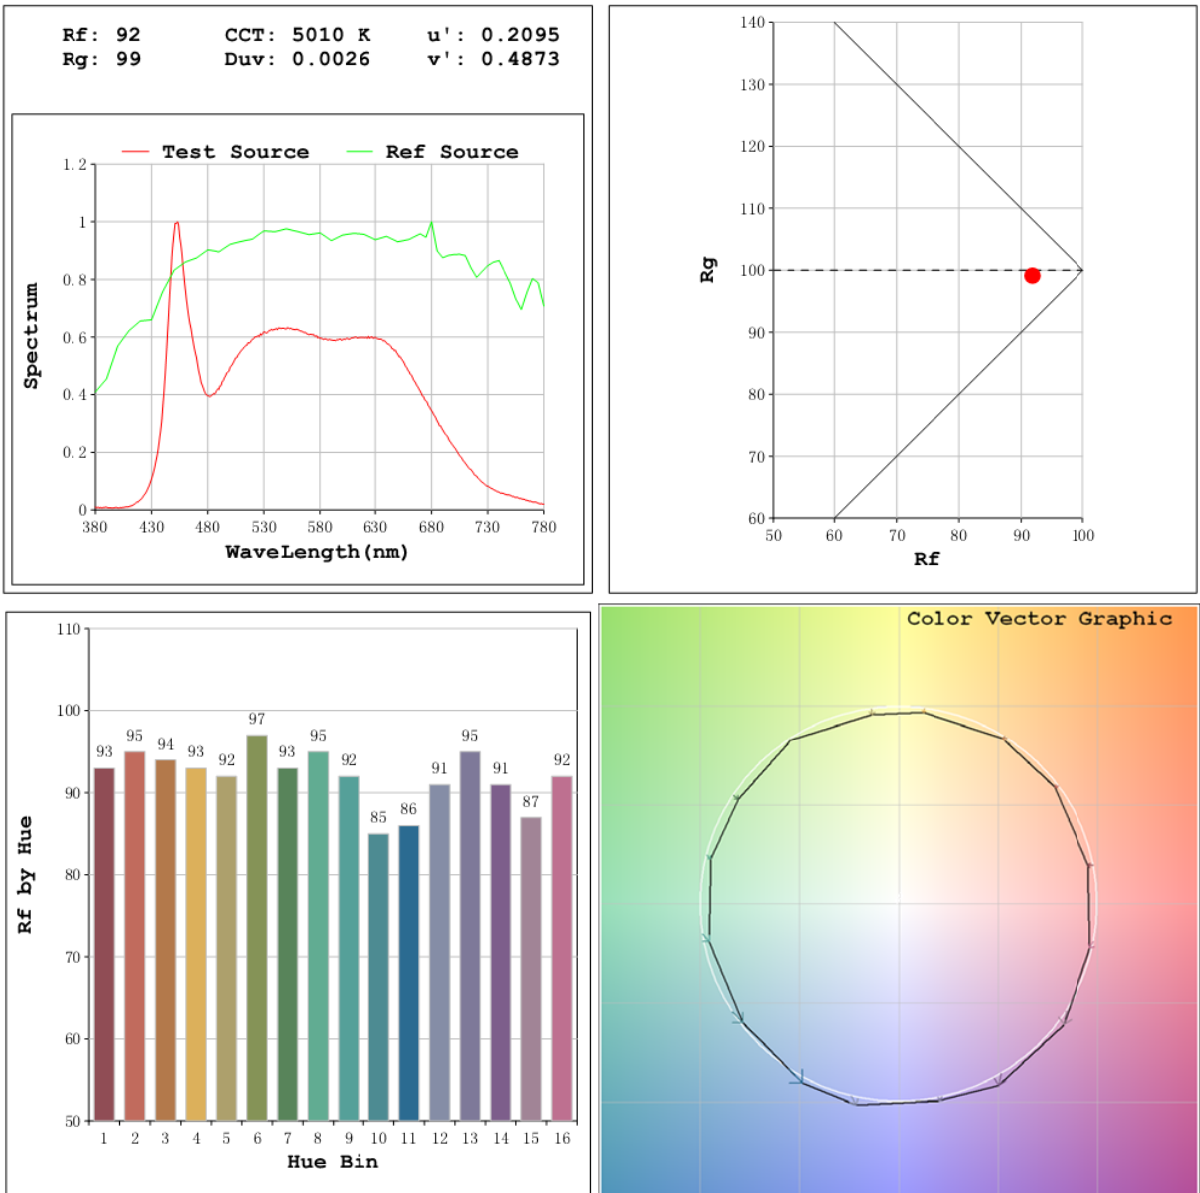 Rf: 92 CCT: 5010 K u': 0.2095
Rg: 99 Duv: 0.0026 v': 0.4873
Test Source Ref Source
1.2
1
0.8
0.6
0.4
0.2
0
Spectrum
380 430 480 530 580 630 680 730 780
WaveLength(nm)
140
130
120
110
100
90
80
70
60
Rg
50 60 70 80 90 100
Rf
110
100
90
80
70
60
50
Rf by Hue
93 95 94 93 92 97 93 95 92 85 86 91 95 91 87 92
1 2 3 4 5 6 7 8 9 10 11 12 13 14 15 16
Hue Bin
Color Vector Graphic